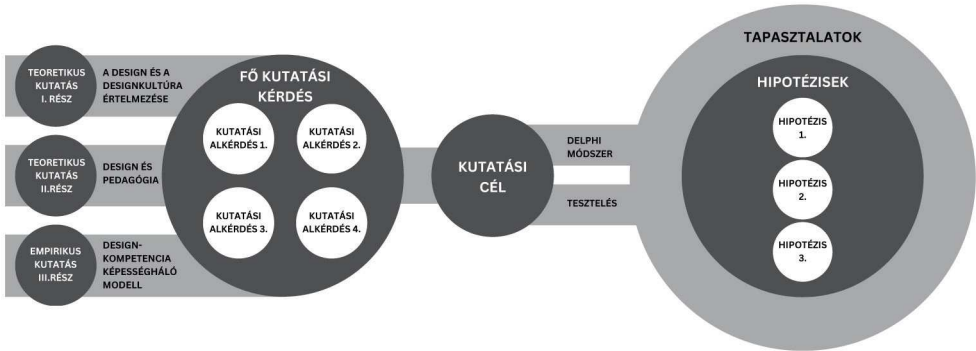 TEORETIKUS
KUTATÁS
I. RÉSZ
A DESIGN ÉS A
DESIGNKULTÚRA
ÉRTELMEZÉSE
TEORETIKUS
KUTATÁS
II.RÉSZ
DESIGN ÉS
PEDAGÓGIA
EMPIRIKUS
KUTATÁS
III.RÉSZ
DESIGN-
KOMPETENCIA
KÉPESSÉGHÁLÓ
MODELL
FŐ KUTATÁSI
KÉRDÉS
KUTATÁSI
ALKÉRDÉS 1.
KUTATÁSI
ALKÉRDÉS 2.
KUTATÁSI
ALKÉRDÉS 3.
KUTATÁSI
ALKÉRDÉS 4.
KUTATÁSI
CÉL
DELPHI
MÓDSZER
TESZTELÉS
TAPASZTALATOK
HIPOTÉZISEK
HIPOTÉZIS
1.
HIPOTÉZIS
2.
HIPOTÉZIS
3.